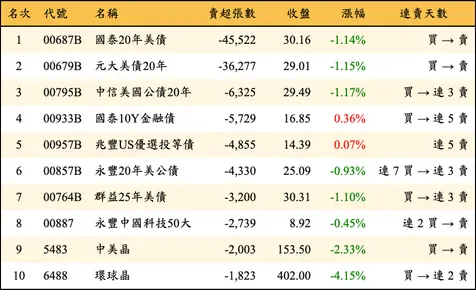 名次 代號 名稱 賣超張數 收盤 漲幅 連賣天數
1 00687B 國泰20年美債 -45,522 30.16 -1.14% 買→賣
2 00679B 元大美債20年 -36,277 29.01 -1.15% 買→賣
3 00795B 中信美國公債20年 -6,325 29.49 -1.17% 買→連 3 賣
4 00933B 國泰10Y金融債 -5,729 16.85 0.36% 買→連 5 賣
5 00957B 兆豐US優選投等債 -4,855 14.39 0.07% 連 5 賣
6 00857B 永豐20年美公債 -4,330 25.09 -0.93% 連 7 買→連 3 賣
7 00764B 群益25年美債 -3,200 30.31 -1.10% 買→連 3 賣
8 00887 永豐中國科技50大 -2,739 8.92 -0.45% 連 2 買→賣
9 5483 中美晶 -2,003 153.50 -2.33% 買→賣
10 6488 環球晶 -1,823 402.00 -4.15% 買→連 2 賣